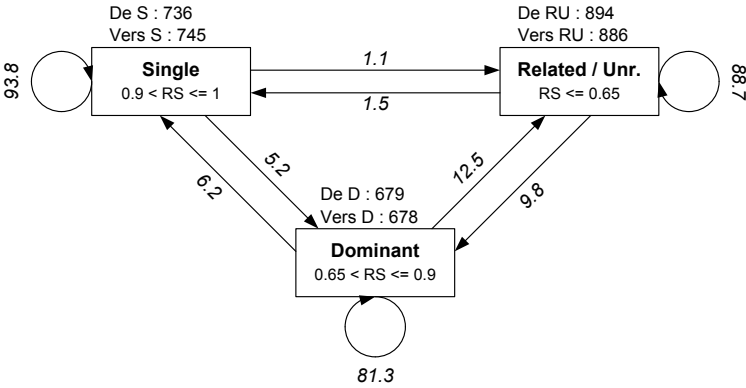 De S : 736
Vers S : 745
De RU : 894
Vers RU : 886
Single
0.9 < RS <= 1
Related / Unr.
RS <= 0.65
93.8
1.1
1.5
88.7
5.2
6.2
12.5
9.8
De D : 679
Vers D : 678
Dominant
0.65 < RS <= 0.9
81.3